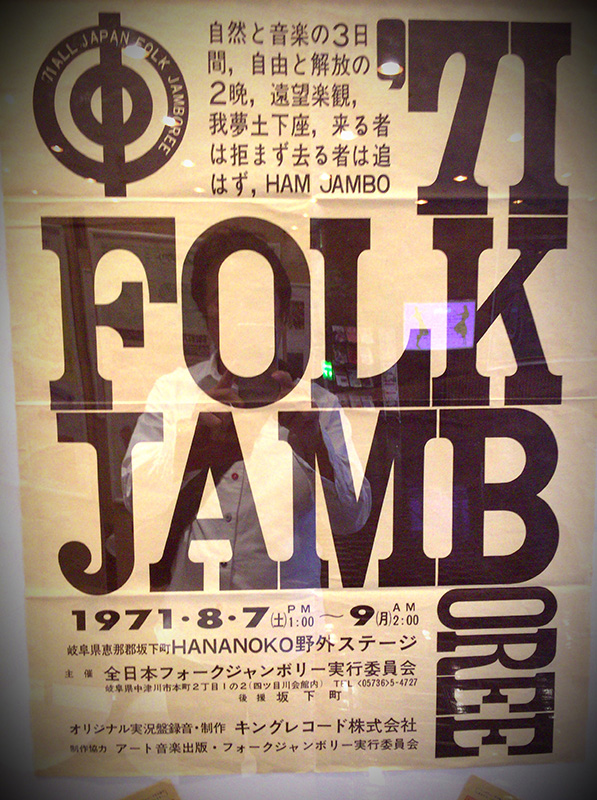 '71 ALL JAPAN FOLK JAMBOREE
自然と音楽の3日
間，自由と解放の
2晩，遠望楽観，
我夢土下座，来る者
は拒まず去る者は追
はず，HAM JAMBO
'71
FOLK
JAMB
OREE
1971・8・7(土)PM1:00〜9(月)AM2:00
岐阜県恵那郡坂下町HANANOKO野外ステージ
主催 全日本フォークジャンボリー実行委員会
岐阜県中津川市本町2丁目1の2(四ツ目川会館内) TEL<05736>5-4727
後援 坂下町
オリジナル実況盤録音・制作 キングレコード株式会社
制作協力 アート音楽出版・フォークジャンボリー実行委員会